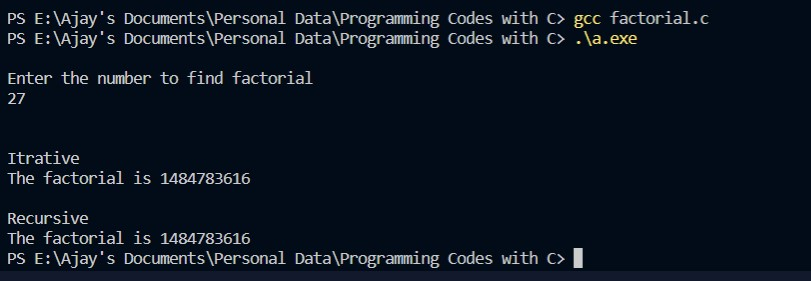 PS E:\Ajay's Documents\Personal Data\Programming Codes with C> gcc factorial.c
PS E:\Ajay's Documents\Personal Data\Programming Codes with C> .\a.exe
Enter the number to find factorial
27
Itrative
The factorial is 1484783616
Recursive
The factorial is 1484783616
PS E:\Ajay's Documents\Personal Data\Programming Codes with C>